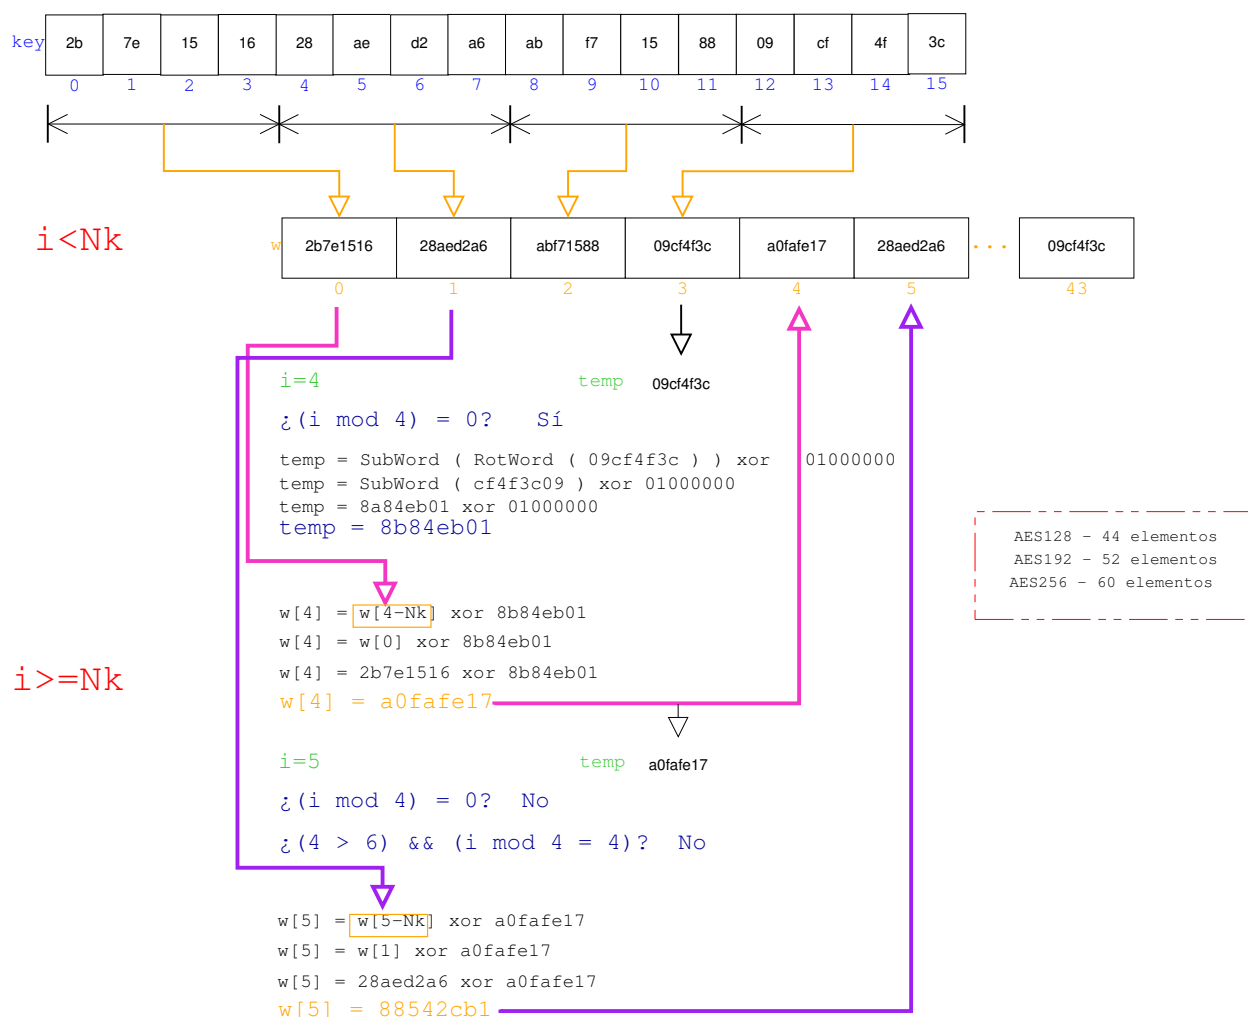 key 2b 7e 15 16 28 ae d2 a6 ab f7 15 88 09 cf 4f 3c
0 1 2 3 4 5 6 7 8 9 10 11 12 13 14 15
i<Nk
w 2b7e1516 28aed2a6 abf71588 09cf4f3c a0fafe17 28aed2a6 ... 09cf4f3c
0 1 2 3 4 5 43
i=4 temp 09cf4f3c
¿(i mod 4) = 0? Sí
temp = SubWord ( RotWord ( 09cf4f3c ) ) xor 01000000
temp = SubWord ( cf4f3c09 ) xor 01000000
temp = 8a84eb01 xor 01000000
temp = 8b84eb01
AES128 - 44 elementos
AES192 - 52 elementos
AES256 - 60 elementos
w[4] = w[4-Nk] xor 8b84eb01
w[4] = w[0] xor 8b84eb01
w[4] = 2b7e1516 xor 8b84eb01
i>=Nk
w[4] = a0fafe17
i=5 temp a0fafe17
¿(i mod 4) = 0? No
¿(4 > 6) && (i mod 4 = 4)? No
w[5] = w[5-Nk] xor a0fafe17
w[5] = w[1] xor a0fafe17
w[5] = 28aed2a6 xor a0fafe17
w[5] = 88542cb1